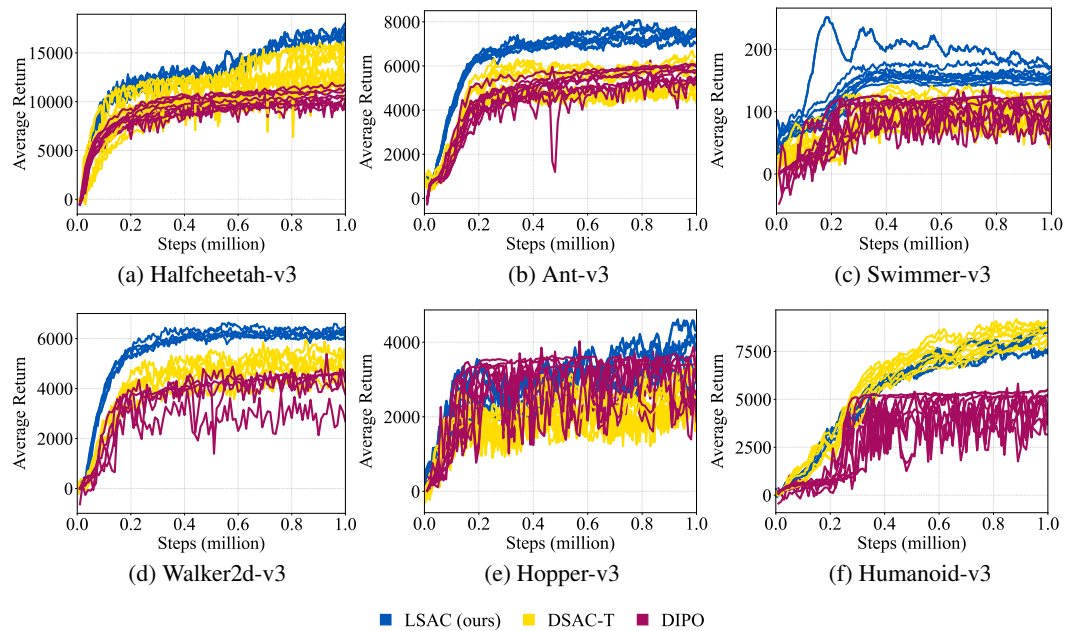 15000
10000
5000
0
0.0 0.2 0.4 0.6 0.8 1.0
Average Return
Steps (million)
(a) Halfcheetah-v3
8000
6000
4000
2000
0
0.0 0.2 0.4 0.6 0.8 1.0
Average Return
Steps (million)
(b) Ant-v3
200
100
0
0.0 0.2 0.4 0.6 0.8 1.0
Average Return
Steps (million)
(c) Swimmer-v3
6000
4000
2000
0
0.0 0.2 0.4 0.6 0.8 1.0
Average Return
Steps (million)
(d) Walker2d-v3
4000
2000
0
0.0 0.2 0.4 0.6 0.8 1.0
Average Return
Steps (million)
(e) Hopper-v3
7500
5000
2500
0
0.0 0.2 0.4 0.6 0.8 1.0
Average Return
Steps (million)
(f) Humanoid-v3
LSAC (ours) DSAC-T DIPO